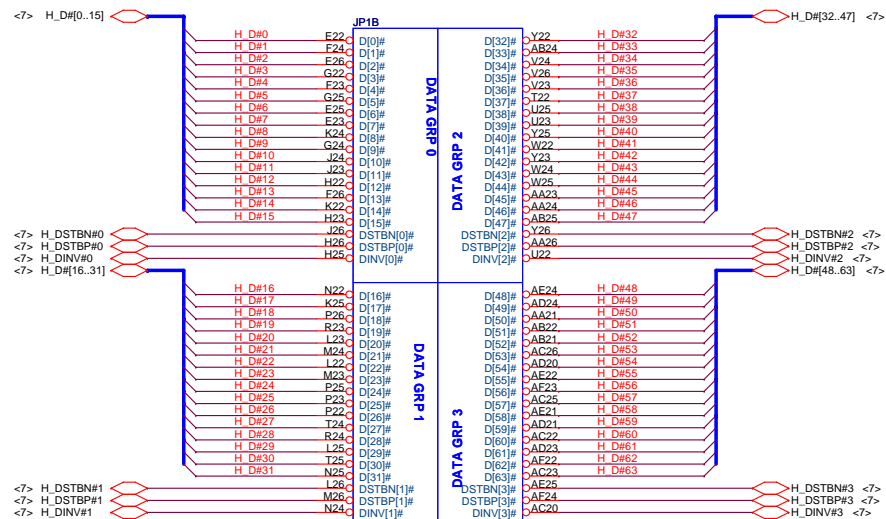 <7> H_D#[0..15] JP1B H_D#[32..47] <7>
H_D#0 E22 D[0]# D[32]# Y22 H_D#32
H_D#1 F24 D[1]# D[33]# AB24 H_D#33
H_D#2 E26 D[2]# D[34]# V24 H_D#34
H_D#3 G22 D[3]# D[35]# V26 H_D#35
H_D#4 F23 D[4]# D[36]# V23 H_D#36
H_D#5 G25 D[5]# D[37]# T22 H_D#37
H_D#6 E25 D[6]# D[38]# U25 H_D#38
H_D#7 E23 D[7]# D[39]# U23 H_D#39
H_D#8 K24 D[8]# D[40]# Y25 H_D#40
H_D#9 G24 D[9]# D[41]# W22 H_D#41
H_D#10 J24 D[10]# D[42]# Y23 H_D#42
H_D#11 J23 D[11]# D[43]# W24 H_D#43
H_D#12 H22 D[12]# D[44]# W25 H_D#44
H_D#13 F26 D[13]# D[45]# AA23 H_D#45
H_D#14 K22 D[14]# D[46]# AA24 H_D#46
H_D#15 H23 D[15]# D[47]# AB25 H_D#47
DATA GRP 0
DATA GRP 2
<7> H_DSTBN#0 J26 DSTBN[0]# DSTBN[2]# Y26 H_DSTBN#2 <7>
<7> H_DSTBP#0 H26 DSTBP[0]# DSTBP[2]# AA26 H_DSTBP#2 <7>
<7> H_DINV#0 H25 DINV[0]# DINV[2]# U22 H_DINV#2 <7>
<7> H_D#[16..31] H_D#[48..63] <7>
H_D#16 N22 D[16]# D[48]# AE24 H_D#48
H_D#17 K25 D[17]# D[49]# AD24 H_D#49
H_D#18 P26 D[18]# D[50]# AA21 H_D#50
H_D#19 R23 D[19]# D[51]# AB22 H_D#51
H_D#20 L23 D[20]# D[52]# AB21 H_D#52
H_D#21 M24 D[21]# D[53]# AC26 H_D#53
H_D#22 L22 D[22]# D[54]# AD20 H_D#54
H_D#23 M23 D[23]# D[55]# AE22 H_D#55
H_D#24 P25 D[24]# D[56]# AF23 H_D#56
H_D#25 P23 D[25]# D[57]# AC25 H_D#57
H_D#26 P22 D[26]# D[58]# AE21 H_D#58
H_D#27 T24 D[27]# D[59]# AD21 H_D#59
H_D#28 R24 D[28]# D[60]# AC22 H_D#60
H_D#29 L25 D[29]# D[61]# AD23 H_D#61
H_D#30 T25 D[30]# D[62]# AF22 H_D#62
H_D#31 N25 D[31]# D[63]# AC23 H_D#63
DATA GRP 1
DATA GRP 3
<7> H_DSTBN#1 L26 DSTBN[1]# DSTBN[3]# AE25 H_DSTBN#3 <7>
<7> H_DSTBP#1 M26 DSTBP[1]# DSTBP[3]# AF24 H_DSTBP#3 <7>
<7> H_DINV#1 N24 DINV[1]# DINV[3]# AC20 H_DINV#3 <7>